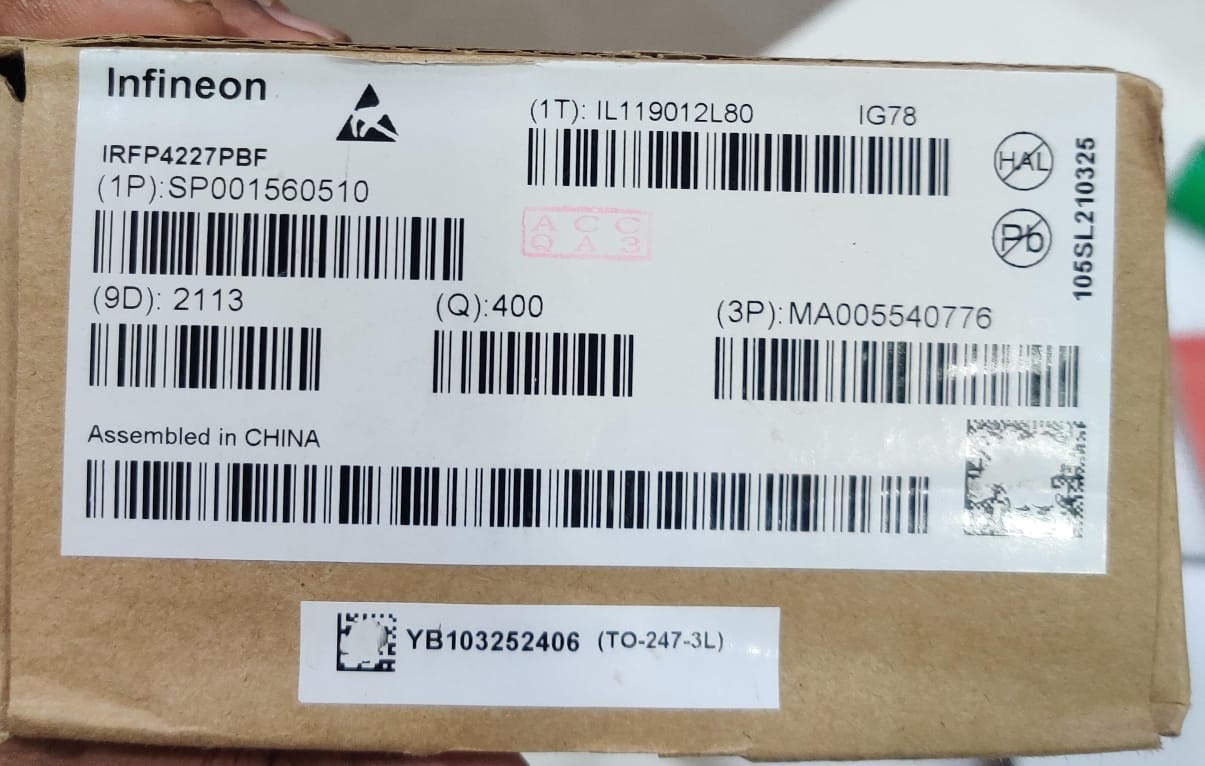 Infineon
IRFP4227PBF
(1P):SP001560510
(1T): IL119012L80 IG78
HAL
Pb
105SL210325
ACC
QA3
(9D): 2113
(Q):400
(3P):MA005540776
Assembled in CHINA
YB103252406 (TO-247-3L)